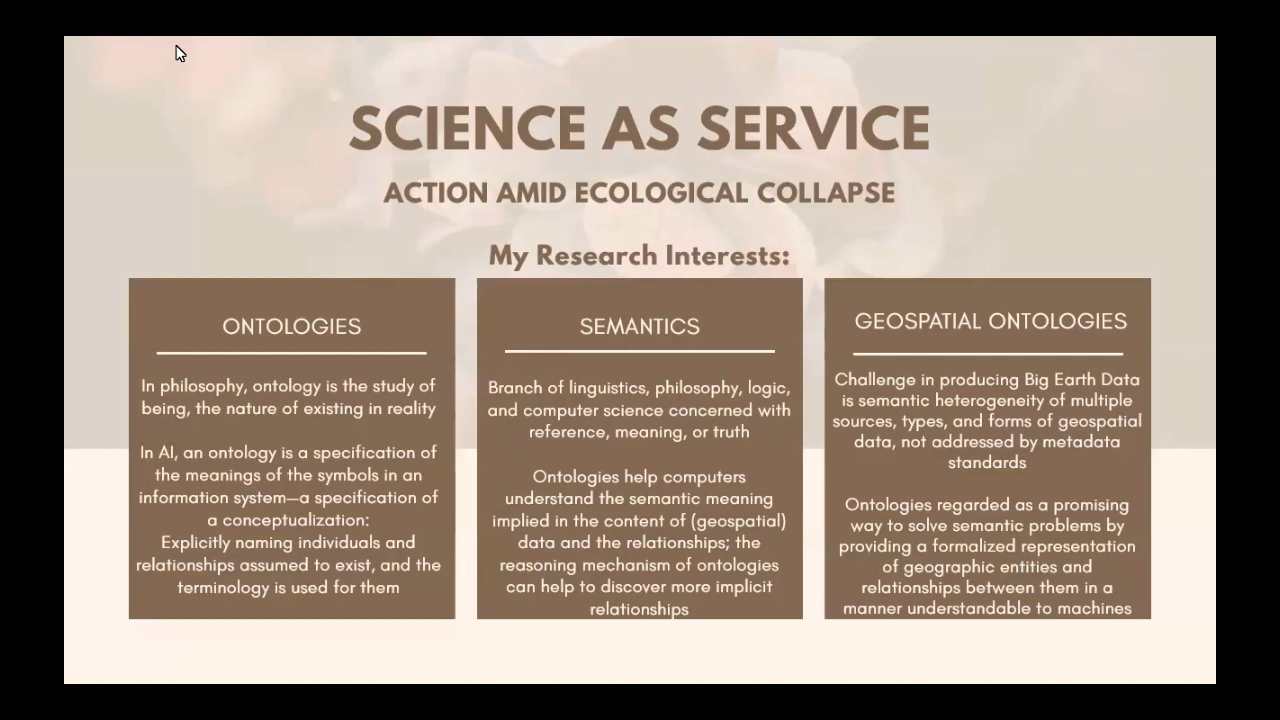 SCIENCE AS SERVICE
ACTION AMID ECOLOGICAL COLLAPSE
My Research Interests:
ONTOLOGIES
In philosophy, ontology is the study of
being, the nature of existing in reality
In AI, an ontology is a specification of
the meanings of the symbols in an
information system—a specification of
a conceptualization:
Explicitly naming individuals and
relationships assumed to exist, and the
terminology is used for them
SEMANTICS
Branch of linguistics, philosophy, logic,
and computer science concerned with
reference, meaning, or truth
Ontologies help computers
understand the semantic meaning
implied in the content of (geospatial)
data and the relationships; the
reasoning mechanism of ontologies
can help to discover more implicit
relationships
GEOSPATIAL ONTOLOGIES
Challenge in producing Big Earth Data
is semantic heterogeneity of multiple
sources, types, and forms of geospatial
data, not addressed by metadata
standards
Ontologies regarded as a promising
way to solve semantic problems by
providing a formalized representation
of geographic entities and
relationships between them in a
manner understandable to machines